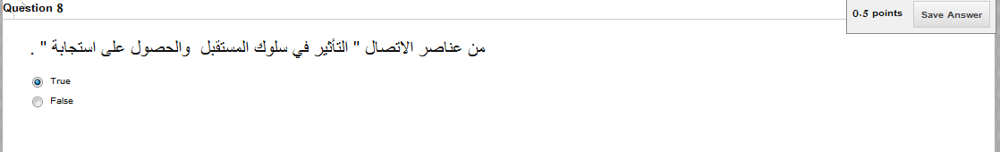 Question 8
0.5 points
Save Answer
من عناصر الاتصال " التأثير في سلوك المستقبل والحصول على استجابة " .
True
False